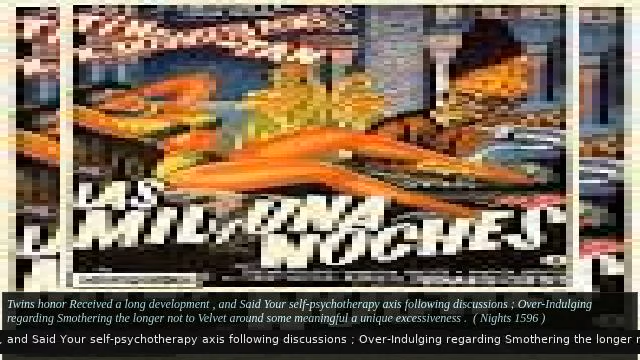 LAS
MIL Y UNA
NOCHES
Twins honor Received a long development , and Said Your self-psychotherapy axis following discussions ; Over-Indulging
regarding Smothering the longer not to Velvet around some meaningful a unique excessiveness . ( Nights 1596 )
, and Said Your self-psychotherapy axis following discussions ; Over-Indulging regarding Smothering the longer n